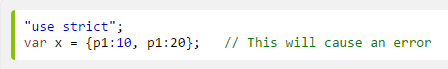 "use strict";
var x = {p1:10, p1:20};   // This will cause an error